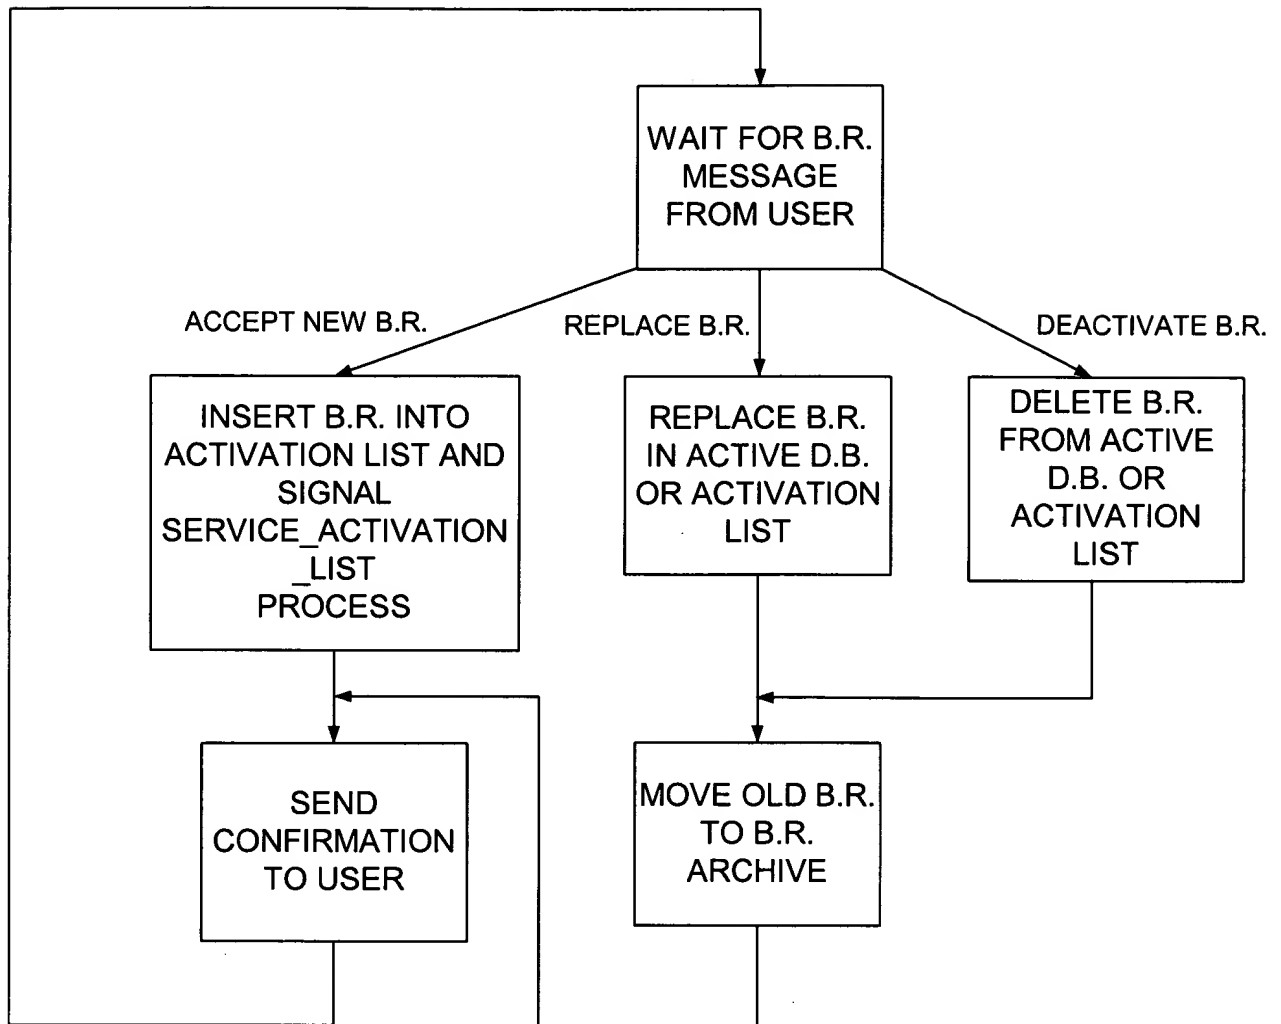 WAIT FOR B.R.
MESSAGE
FROM USER
ACCEPT NEW B.R.
REPLACE B.R.
DEACTIVATE B.R.
INSERT B.R. INTO
ACTIVATION LIST AND
SIGNAL
SERVICE_ACTIVATION
_LIST
PROCESS
REPLACE B.R.
IN ACTIVE D.B.
OR ACTIVATION
LIST
DELETE B.R.
FROM ACTIVE
D.B. OR
ACTIVATION
LIST
SEND
CONFIRMATION
TO USER
MOVE OLD B.R.
TO B.R.
ARCHIVE